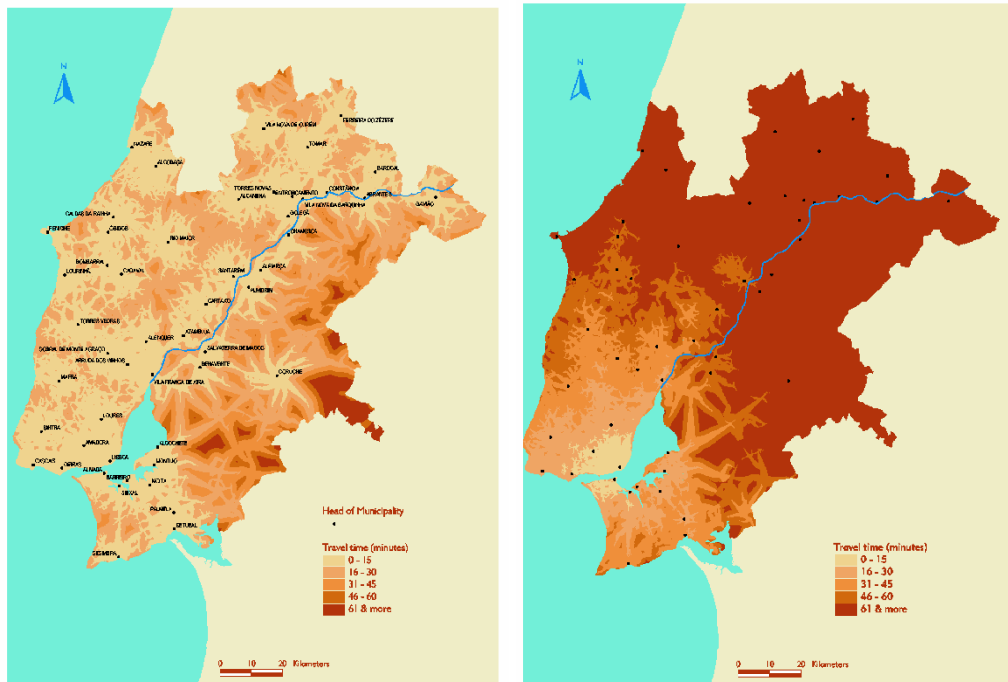 N
VILA NOVA DE OURÉM
FERREIRA DO ZÊZERE
NAZARÉ
TOMAR
ALCOBAÇA
SARDOAL
TORRES NOVAS
ENTRONCAMENTO
CONSTÂNCIA
ALCANENA
ABRANTES
VILA NOVA DA BARQUINHA
GAVIÃO
GOLEGÃ
CALDAS DA RAINHA
PENICHE
ÓBIDOS
CHAMUSCA
RIO MAIOR
BOMBARRAL
LOURINHÃ
CADAVAL
SANTARÉM
ALPIARÇA
ALMEIRIM
CARTAXO
TORRES VEDRAS
AZAMBUJA
ALENQUER
SOBRAL DE MONTE AGRAÇO
SALVATERRA DE MAGOS
ARRUDA DOS VINHOS
BENAVENTE
MAFRA
VILA FRANCA DE XIRA
CORUCHE
LOURES
SINTRA
AMADORA
ALCOCHETE
LISBOA
CASCAIS
OEIRAS
MONTIJO
ALMADA
BARREIRO
MOITA
SEIXAL
PALMELA
SETUBAL
SESIMBRA
Head of Municipality
Travel time (minutes)
0 - 15
16 - 30
31 - 45
46 - 60
61 & more
0 10 20 Kilometers
N
Travel time (minutes)
0 - 15
16 - 30
31 - 45
46 - 60
61 & more
0 10 20 Kilometers